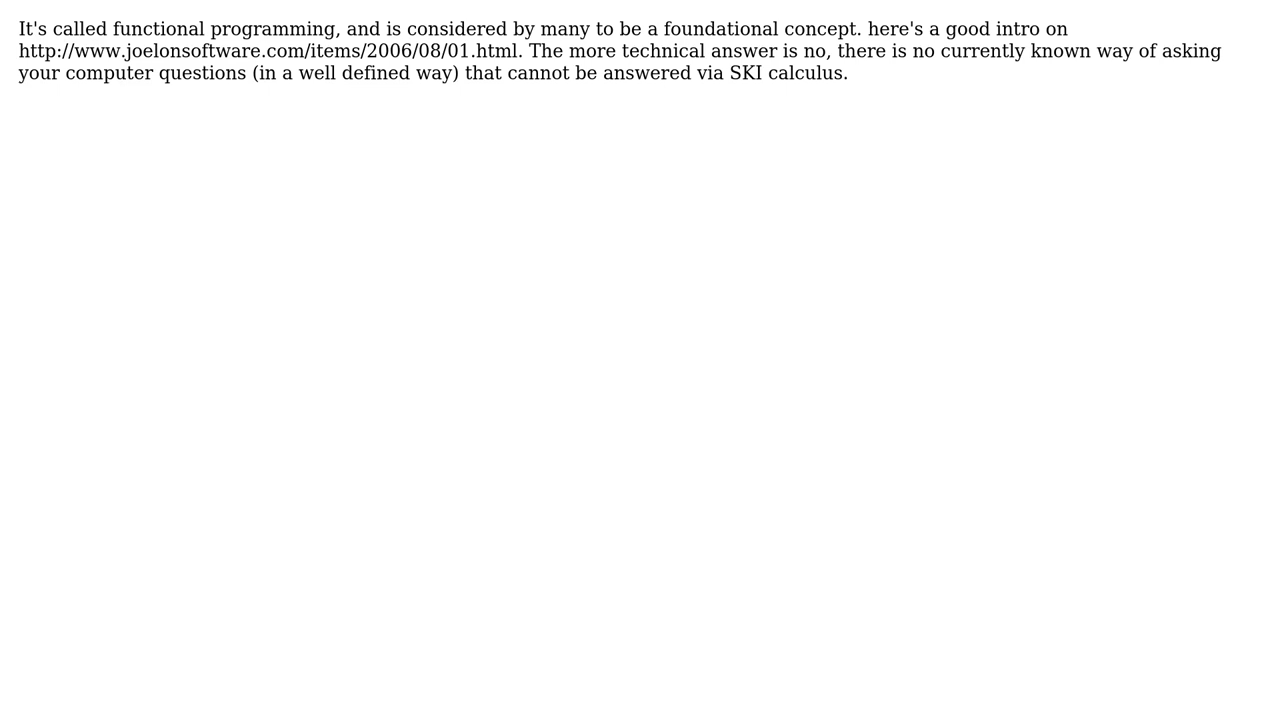 It's called functional programming, and is considered by many to be a foundational concept. here's a good intro on
http://www.joelonsoftware.com/items/2006/08/01.html. The more technical answer is no, there is no currently known way of asking
your computer questions (in a well defined way) that cannot be answered via SKI calculus.